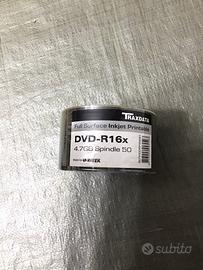 TRAXDATA
Full Surface Inkjet Printable
DVD-R16x
4.7GB Spindle 50
subito